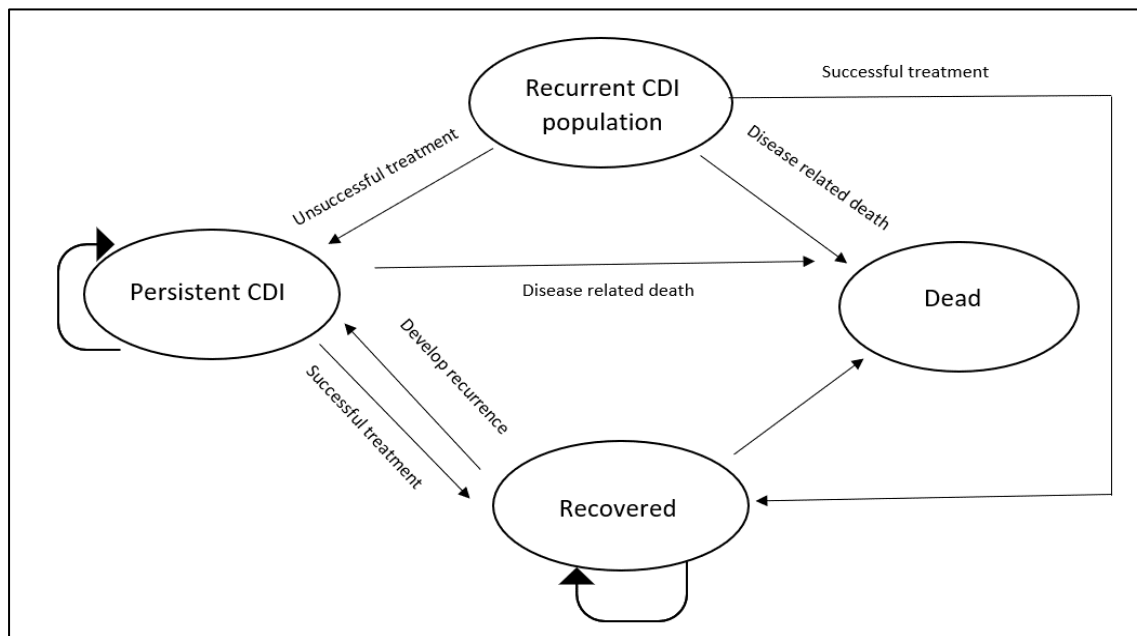 Recurrent CDI
population
Successful treatment
Unsuccessful treatment
Disease related death
Persistent CDI
Disease related death
Dead
Develop recurrence
Successful treatment
Recovered